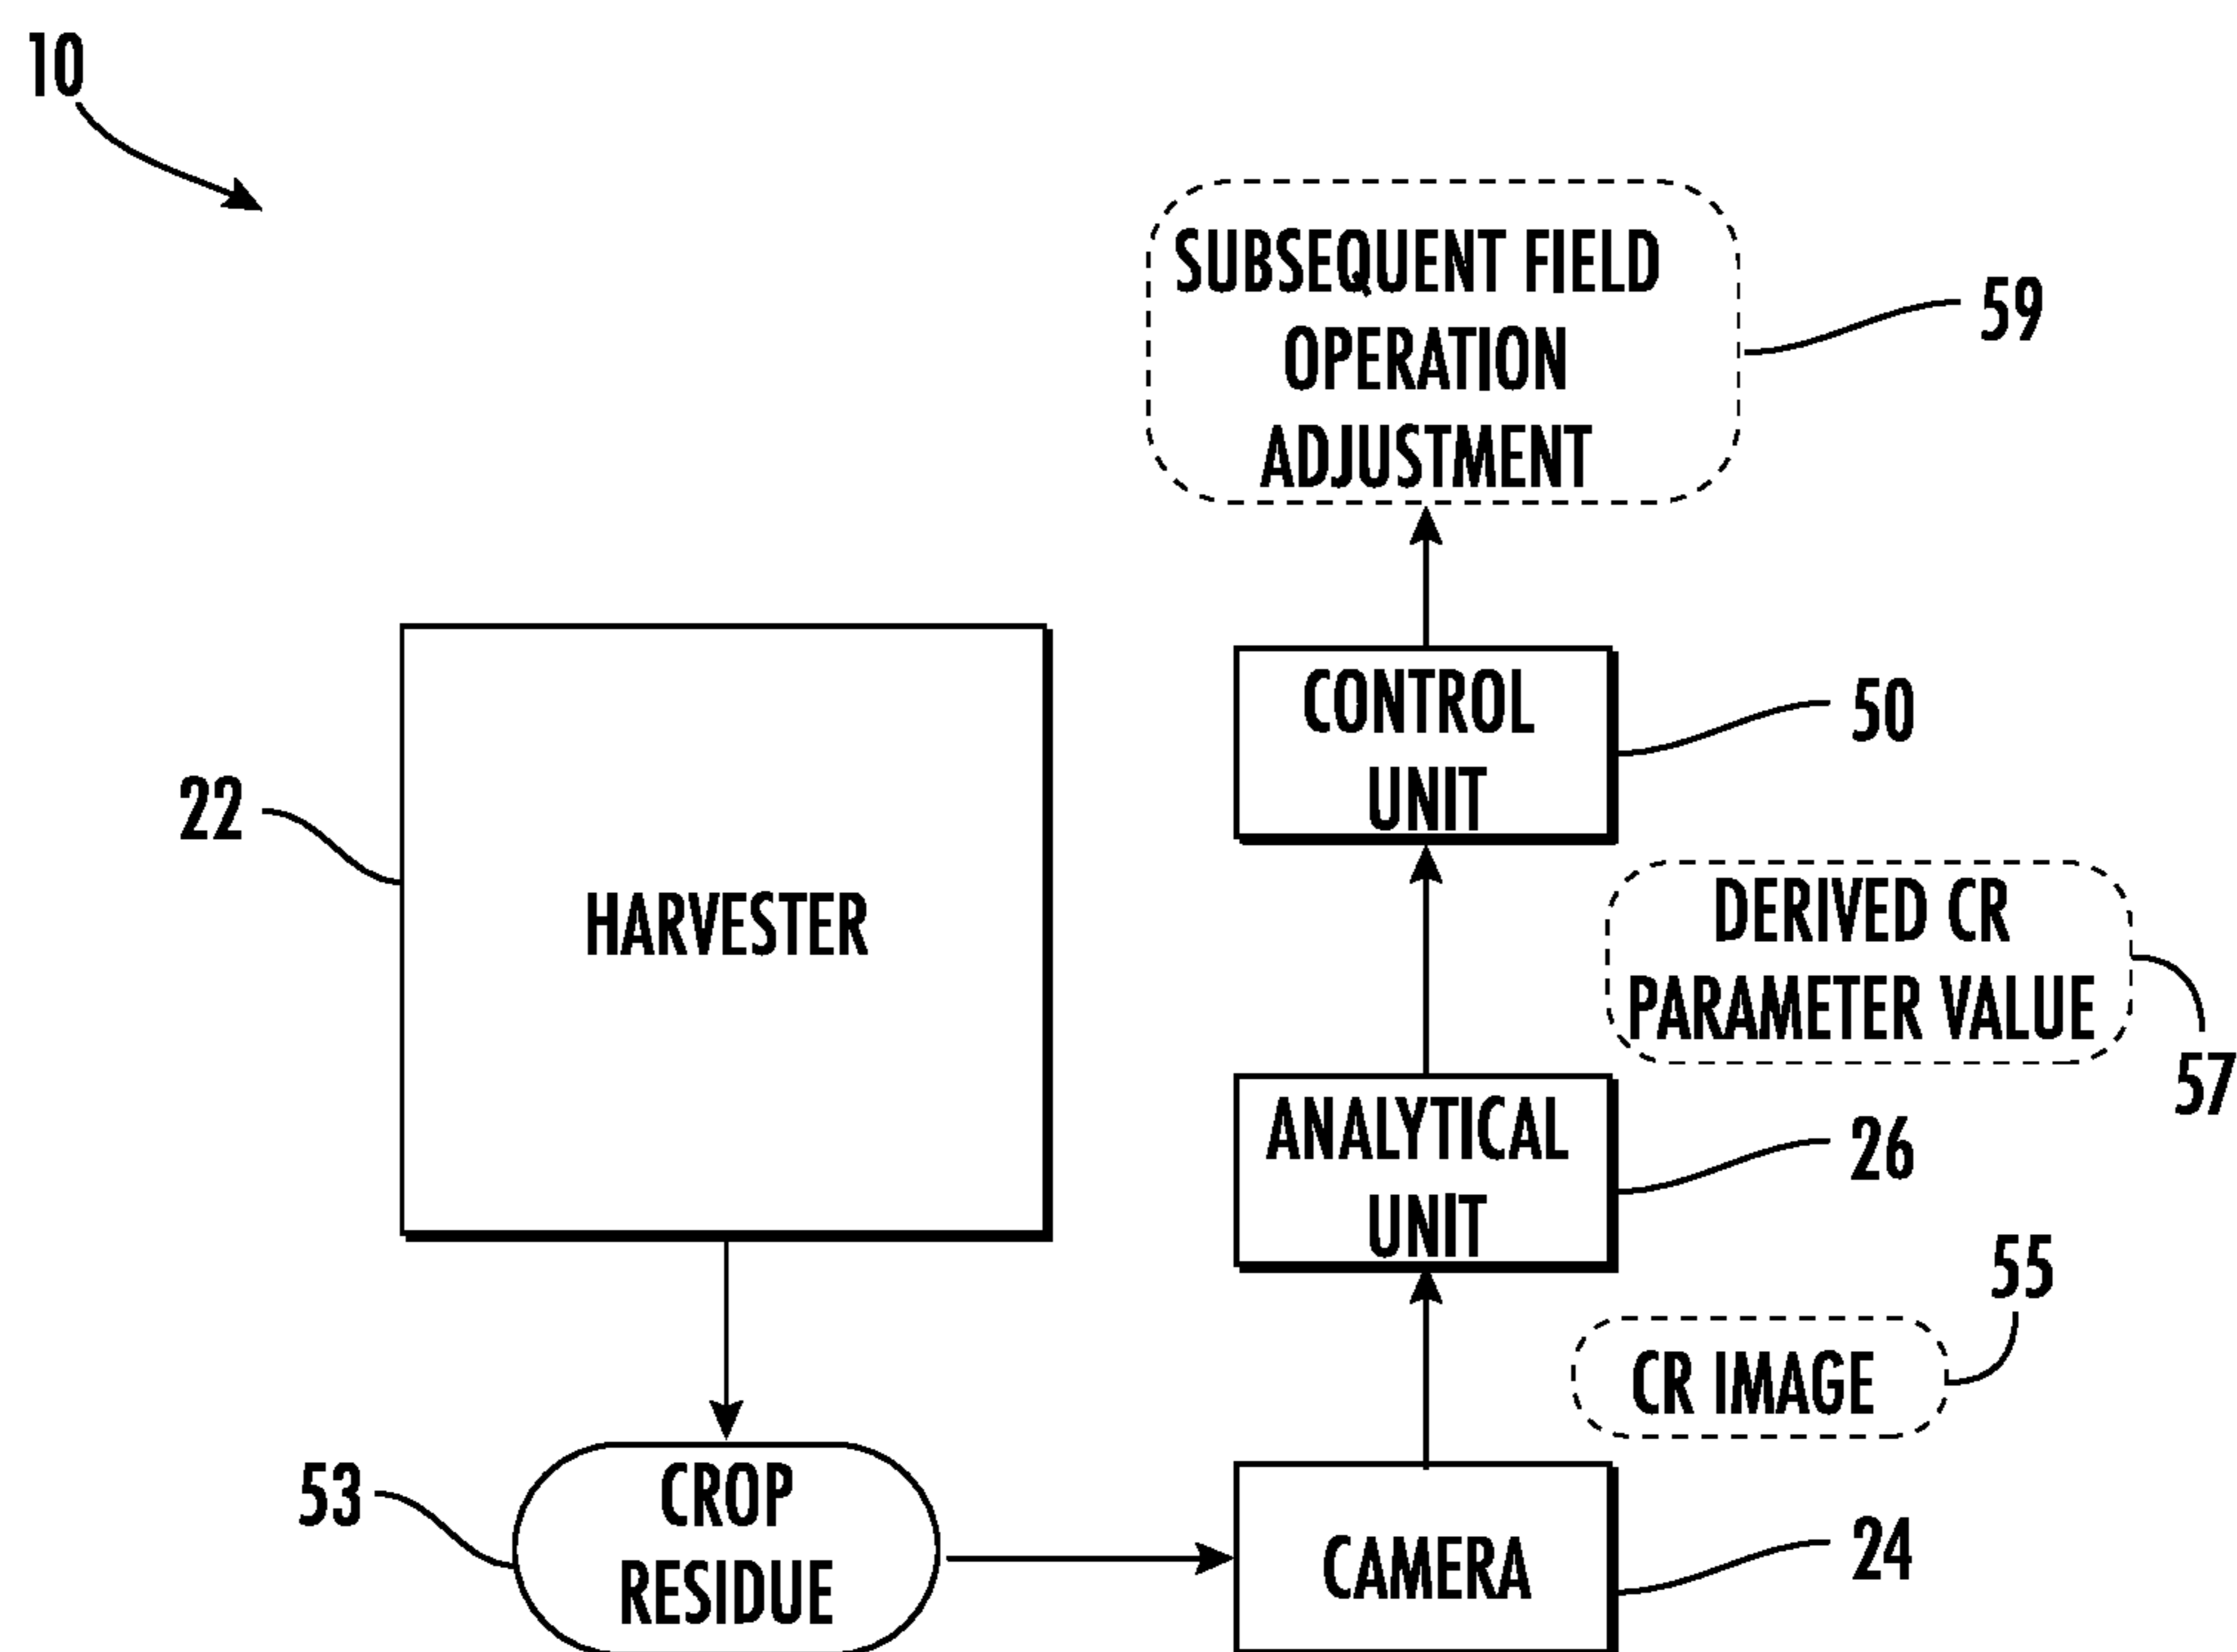 10
SUBSEQUENT FIELD
OPERATION
ADJUSTMENT
59
CONTROL
UNIT
50
22
HARVESTER
DERIVED CR
PARAMETER VALUE
57
ANALYTICAL
UNIT
26
55
CR IMAGE
53
CROP
RESIDUE
CAMERA
24